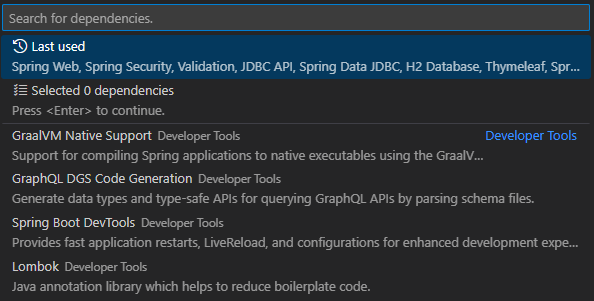 Search for dependencies.
Last used
Spring Web, Spring Security, Validation, JDBC API, Spring Data JDBC, H2 Database, Thymeleaf, Spr...
Selected 0 dependencies
Press <Enter> to continue.
GraalVM Native Support Developer Tools Developer Tools
Support for compiling Spring applications to native executables using the GraalV...
GraphQL DGS Code Generation Developer Tools
Generate data types and type-safe APIs for querying GraphQL APIs by parsing schema files.
Spring Boot DevTools Developer Tools
Provides fast application restarts, LiveReload, and configurations for enhanced development expe...
Lombok Developer Tools
Java annotation library which helps to reduce boilerplate code.